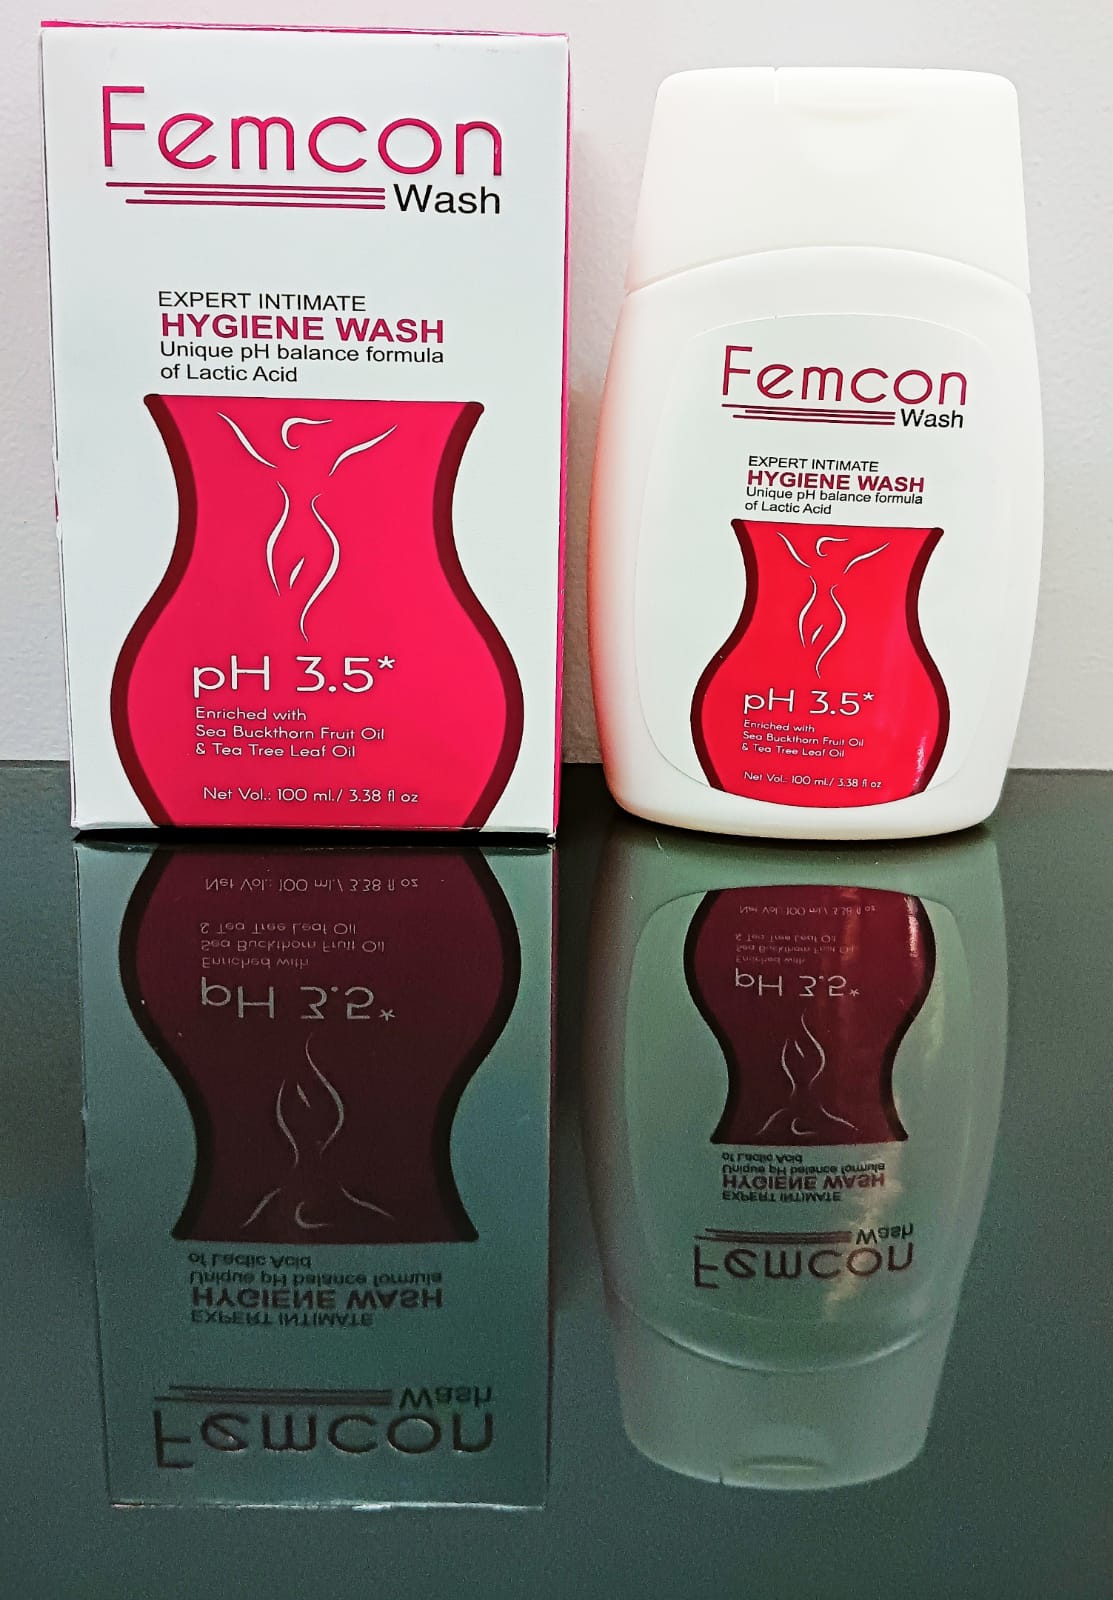 Femcon
Wash
EXPERT INTIMATE
HYGIENE WASH
Unique pH balance formula
of Lactic Acid
pH 3.5*
Enriched with
Sea Buckthorn Fruit Oil
& Tea Tree Leaf Oil
Net Vol.: 100 ml./ 3.38 fl oz
Femcon
Wash
EXPERT INTIMATE
HYGIENE WASH
Unique pH balance formula
of Lactic Acid
pH 3.5*
Enriched with
Sea Buckthorn Fruit Oil
& Tea Tree Leaf Oil
Net Vol.: 100 ml./ 3.38 fl oz